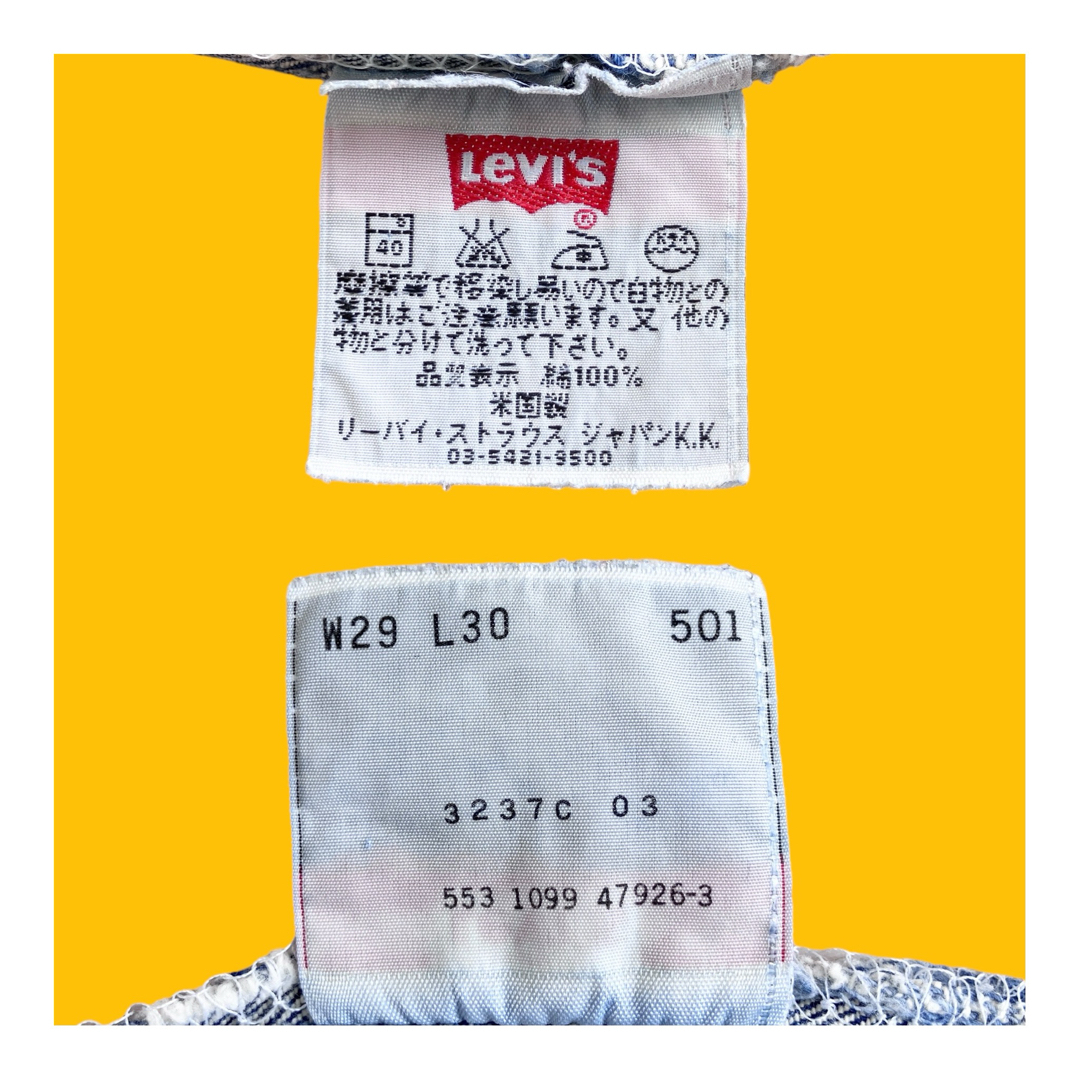 Levi's®
40
摩擦等で移染し易いので白物との
着用はご注意願います。又 他の
物と分けて洗って下さい。
品質表示 綿100%
米国製
リーバイ・ストラウス ジャパンK.K.
03-5421-9500
W29 L30 501
3237C 03
553 1099 47926-3